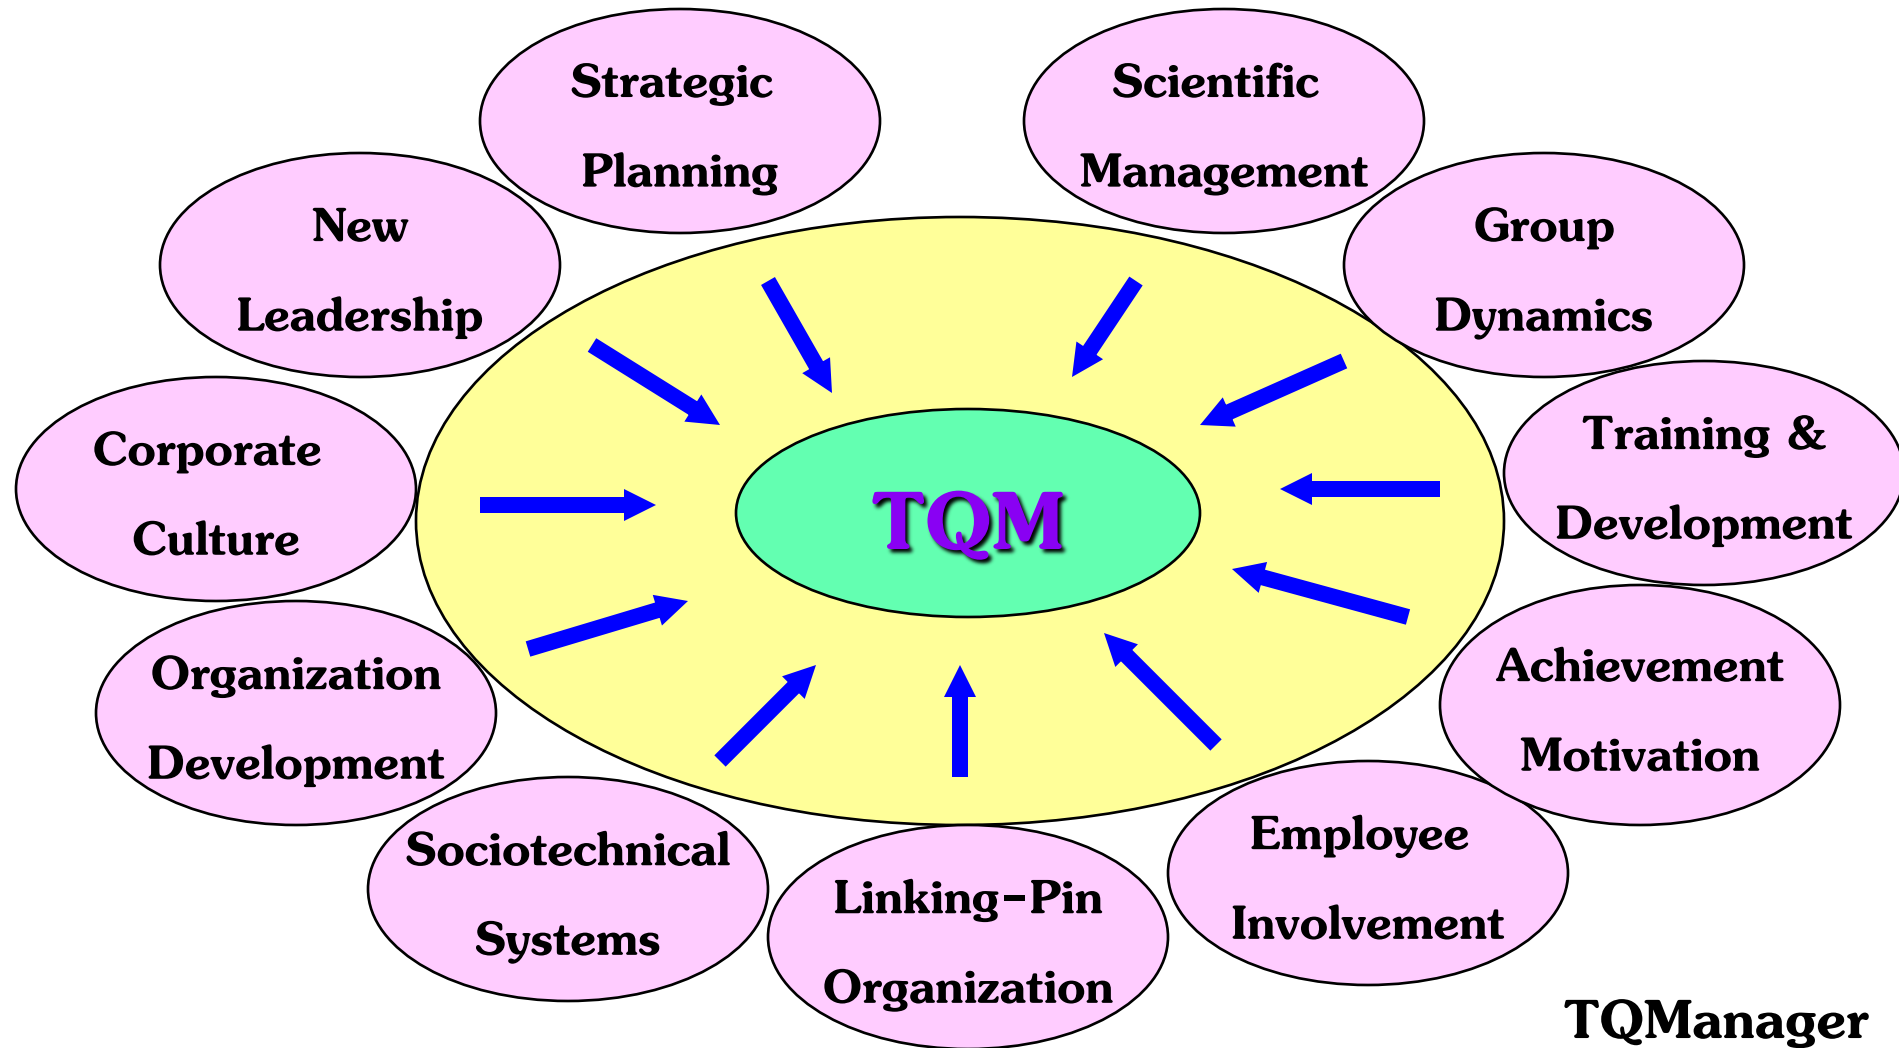 Strategic
Planning
Scientific
Management
New
Leadership
Group
Dynamics
Corporate
Culture
TQM
Training &
Development
Organization
Development
Achievement
Motivation
Sociotechnical
Systems
Linking-Pin
Organization
Employee
Involvement
TQManager